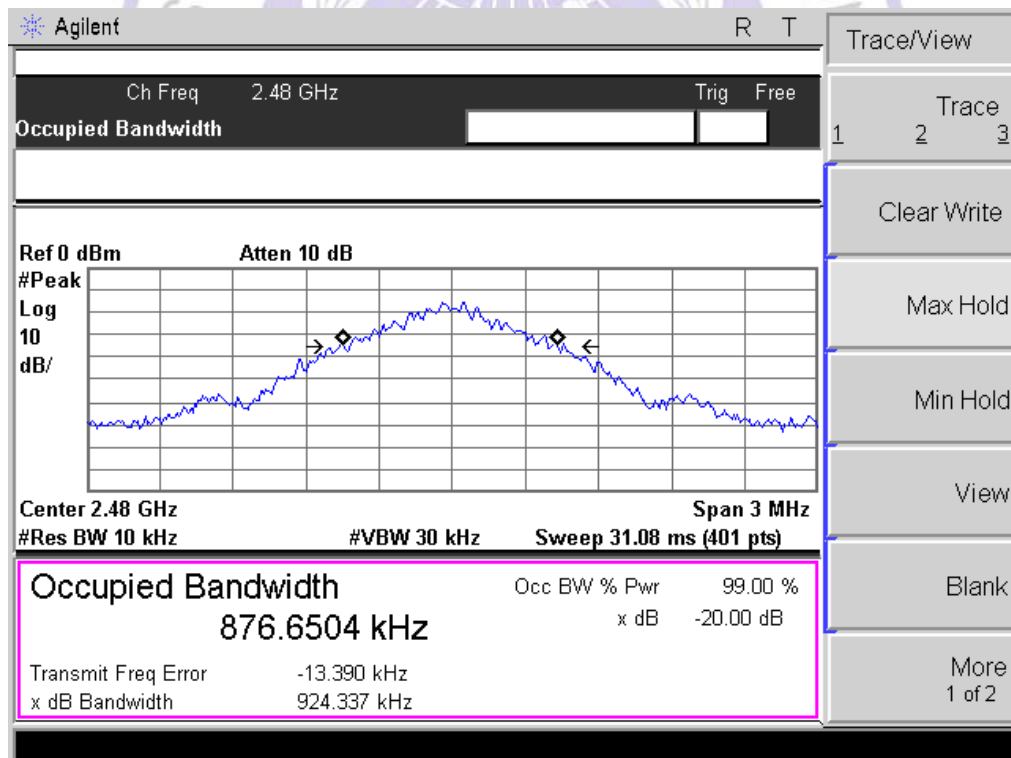 Agilent R T
Trace/View
Ch Freq 2.48 GHz Trig Free
Occupied Bandwidth
Trace
1 2 3
Clear Write
Ref 0 dBm Atten 10 dB
#Peak
Log
10
dB/
Max Hold
Min Hold
Center 2.48 GHz Span 3 MHz
#Res BW 10 kHz #VBW 30 kHz Sweep 31.08 ms (401 pts)
View
Occupied Bandwidth Occ BW % Pwr 99.00 %
876.6504 kHz x dB -20.00 dB
Blank
Transmit Freq Error -13.390 kHz
x dB Bandwidth 924.337 kHz
More
1 of 2